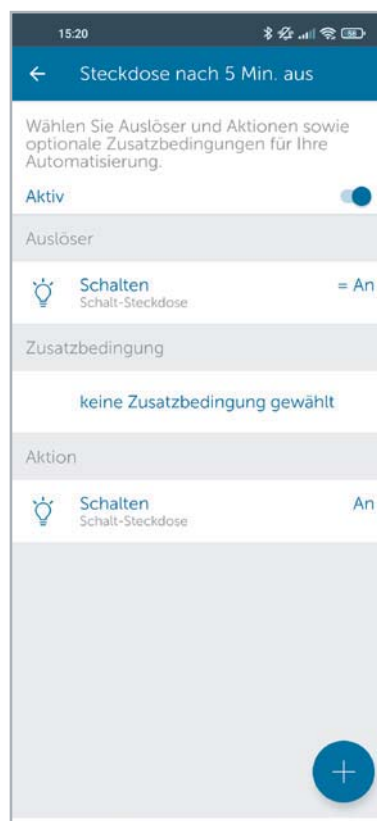 15:20
Steckdose nach 5 Min. aus
Wählen Sie Auslöser und Aktionen sowie
optionale Zusatzbedingungen für Ihre
Automatisierung.
Aktiv
Auslöser
Schalten = An
Schalt-Steckdose
Zusatzbedingung
keine Zusatzbedingung gewählt
Aktion
Schalten An
Schalt-Steckdose